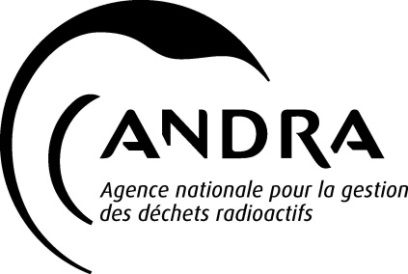 ANDRA
Agence nationale pour la gestion
des déchets radioactifs